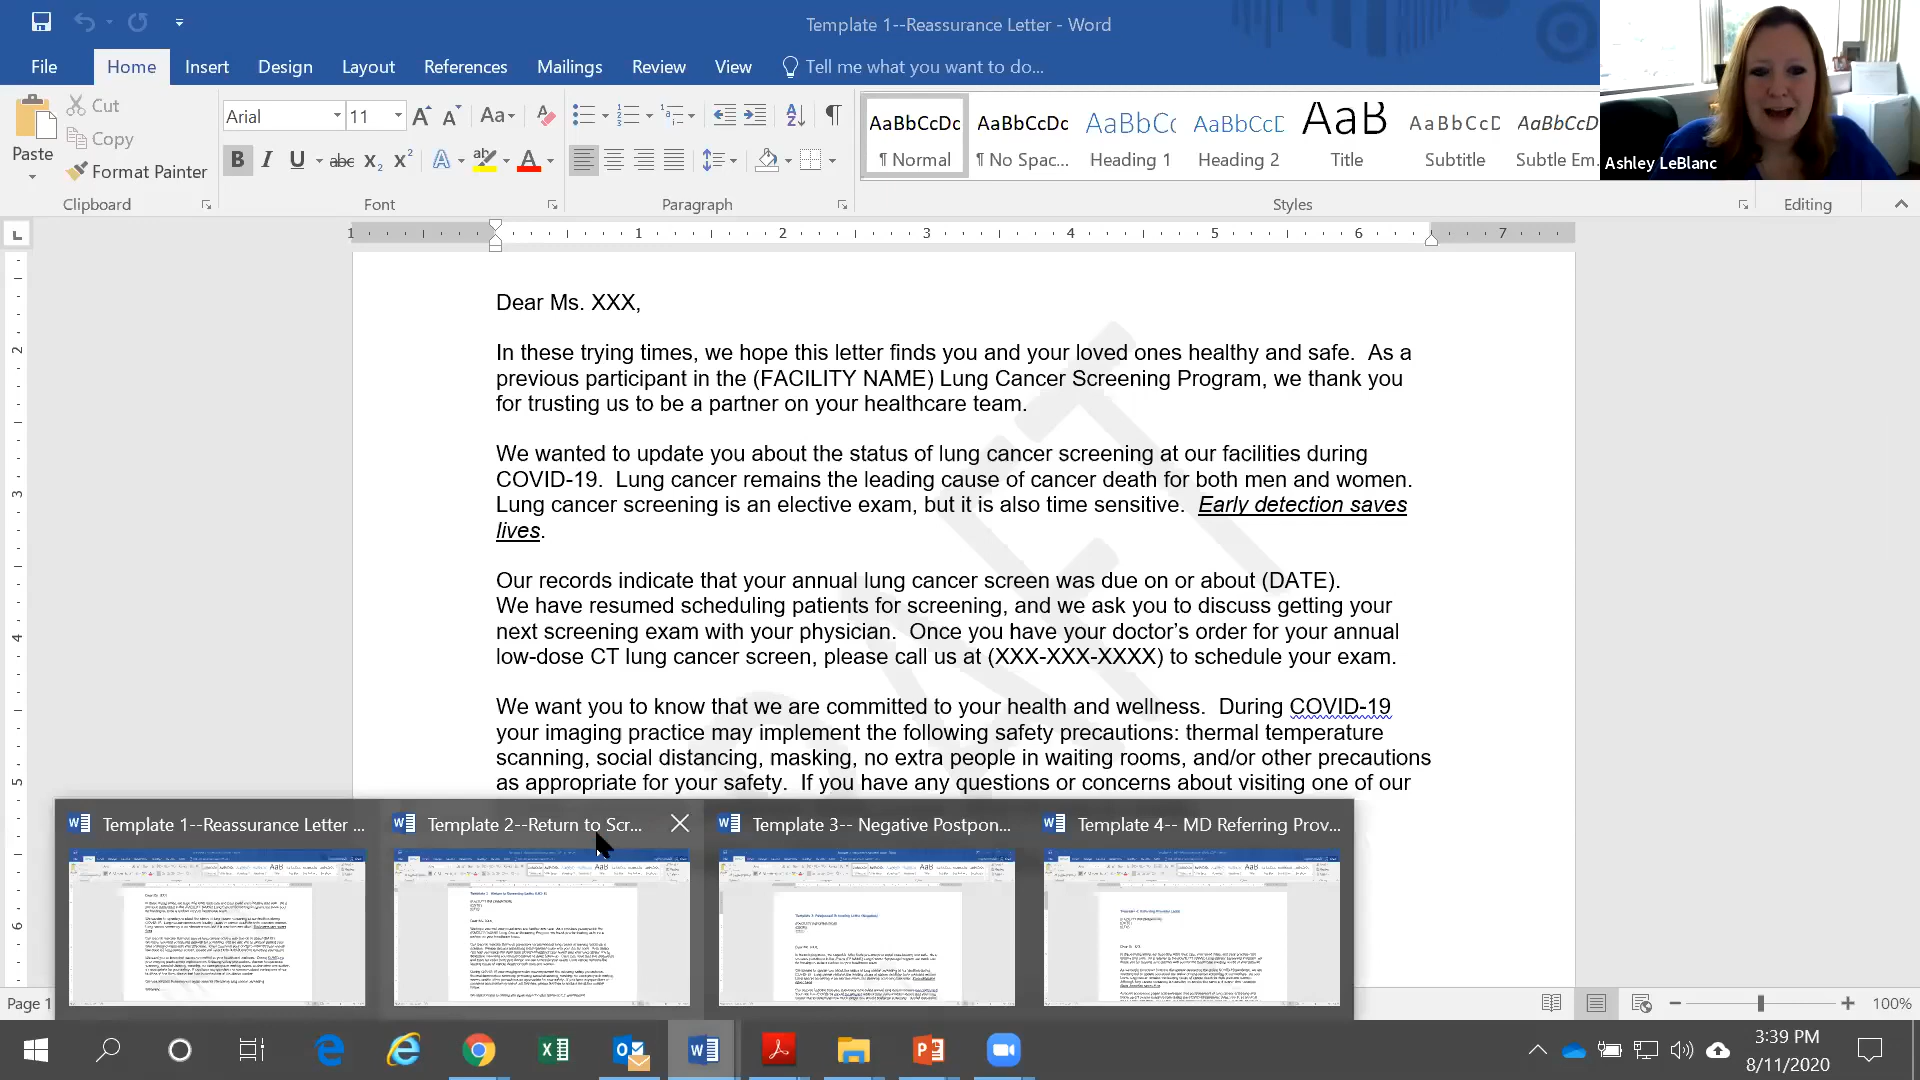 Template 1--Reassurance Letter - Word
File Home Insert Design Layout References Mailings Review View Tell me what you want to do...
Paste
Cut
Copy
Format Painter
Clipboard
Arial 11
Font
Paragraph
AaBbCcDc AaBbCcDc AaBbCc AaBbCcD AaB AaBbCcD AaBbCcD
¶ Normal ¶ No Spac... Heading 1 Heading 2 Title Subtitle Subtle Em...
Styles
Editing
Ashley LeBlanc
1 1 2 3 4 5 6 7
Dear Ms. XXX,
In these trying times, we hope this letter finds you and your loved ones healthy and safe. As a
previous participant in the (FACILITY NAME) Lung Cancer Screening Program, we thank you
for trusting us to be a partner on your healthcare team.
We wanted to update you about the status of lung cancer screening at our facilities during
COVID-19. Lung cancer remains the leading cause of cancer death for both men and women.
Lung cancer screening is an elective exam, but it is also time sensitive. Early detection saves
lives.
Our records indicate that your annual lung cancer screen was due on or about (DATE).
We have resumed scheduling patients for screening, and we ask you to discuss getting your
next screening exam with your physician. Once you have your doctor's order for your annual
low-dose CT lung cancer screen, please call us at (XXX-XXX-XXXX) to schedule your exam.
We want you to know that we are committed to your health and wellness. During COVID-19
your imaging practice may implement the following safety precautions: thermal temperature
scanning, social distancing, masking, no extra people in waiting rooms, and/or other precautions
as appropriate for your safety. If you have any questions or concerns about visiting one of our
Template 1--Reassurance Letter ...
Template 2--Return to Scr...
Template 3-- Negative Postpon...
Template 4-- MD Referring Prov...
Page 1
100%
3:39 PM
8/11/2020